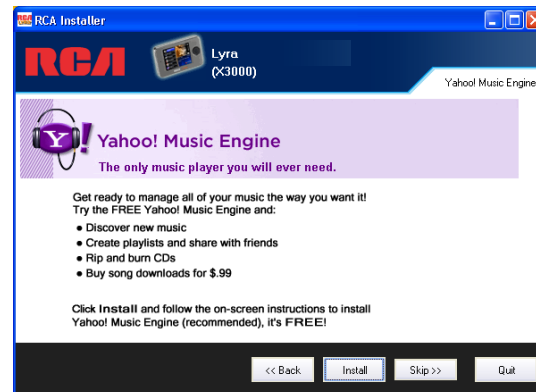 RCA Installer
RCA
Lyra
(X3000)
Yahoo! Music Engine
Y!
Yahoo! Music Engine
The only music player you will ever need.
Get ready to manage all of your music the way you want it!
Try the FREE Yahoo! Music Engine and:
• Discover new music
• Create playlists and share with friends
• Rip and burn CDs
• Buy song downloads for $.99
Click Install and follow the on-screen instructions to install
Yahoo! Music Engine (recommended), it's FREE!
<< Back
Install
Skip >>
Quit